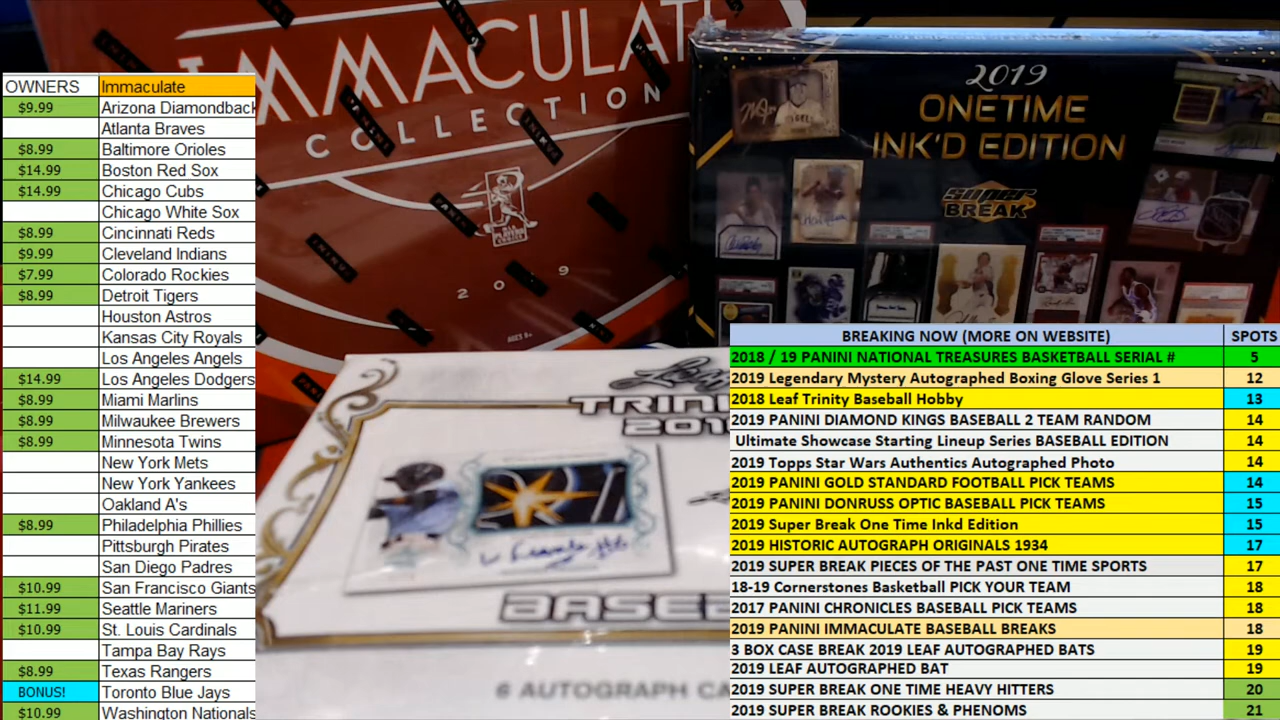 OWNERS Immaculate
$9.99 Arizona Diamondback
Atlanta Braves
$8.99 Baltimore Orioles
$14.99 Boston Red Sox
$14.99 Chicago Cubs
Chicago White Sox
$8.99 Cincinnati Reds
$9.99 Cleveland Indians
$7.99 Colorado Rockies
$8.99 Detroit Tigers
Houston Astros
Kansas City Royals
Los Angeles Angels
$14.99 Los Angeles Dodgers
$8.99 Miami Marlins
$8.99 Milwaukee Brewers
$8.99 Minnesota Twins
New York Mets
New York Yankees
Oakland A's
$8.99 Philadelphia Phillies
Pittsburgh Pirates
San Diego Padres
$10.99 San Francisco Giants
$11.99 Seattle Mariners
$10.99 St. Louis Cardinals
Tampa Bay Rays
$8.99 Texas Rangers
BONUS! Toronto Blue Jays
$10.99 Washington Nationals
IMMACULATE
COLLECTION
2019
2019
ONETIME
INK'D EDITION
SUPER
BREAK
Leaf
TRINI
201
BASEB
6 AUTOGRAPH CA
BREAKING NOW (MORE ON WEBSITE) SPOTS
2018 / 19 PANINI NATIONAL TREASURES BASKETBALL SERIAL # 5
2019 Legendary Mystery Autographed Boxing Glove Series 1 12
2018 Leaf Trinity Baseball Hobby 13
2019 PANINI DIAMOND KINGS BASEBALL 2 TEAM RANDOM 14
Ultimate Showcase Starting Lineup Series BASEBALL EDITION 14
2019 Topps Star Wars Authentics Autographed Photo 14
2019 PANINI GOLD STANDARD FOOTBALL PICK TEAMS 14
2019 PANINI DONRUSS OPTIC BASEBALL PICK TEAMS 15
2019 Super Break One Time Inkd Edition 15
2019 HISTORIC AUTOGRAPH ORIGINALS 1934 17
2019 SUPER BREAK PIECES OF THE PAST ONE TIME SPORTS 17
18-19 Cornerstones Basketball PICK YOUR TEAM 18
2017 PANINI CHRONICLES BASEBALL PICK TEAMS 18
2019 PANINI IMMACULATE BASEBALL BREAKS 18
3 BOX CASE BREAK 2019 LEAF AUTOGRAPHED BATS 19
2019 LEAF AUTOGRAPHED BAT 19
2019 SUPER BREAK ONE TIME HEAVY HITTERS 20
2019 SUPER BREAK ROOKIES & PHENOMS 21